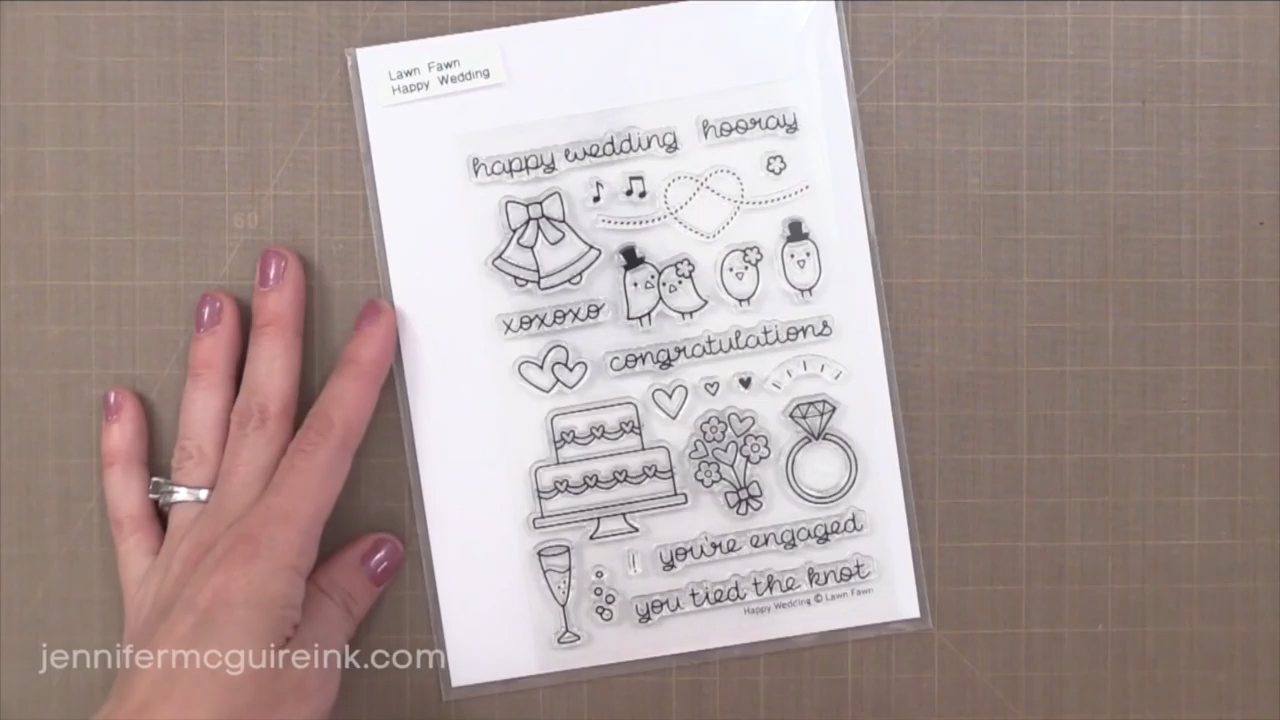 Lawn Fawn
Happy Wedding
happy wedding
hooray
xoxoxo
congratulations
!
you're engaged
you tied the knot
Happy Wedding © Lawn Fawn
60
jennifermcguireink.com